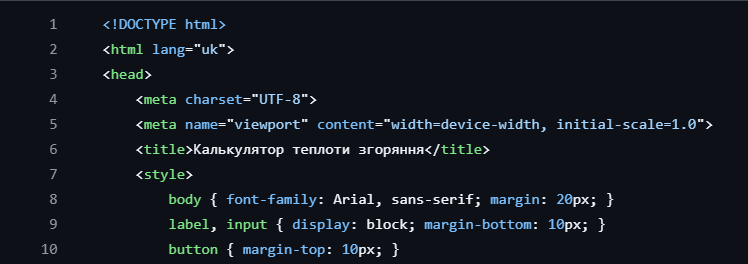 1 <!DOCTYPE html>
2 <html lang="uk">
3 <head>
4 <meta charset="UTF-8">
5 <meta name="viewport" content="width=device-width, initial-scale=1.0">
6 <title>Калькулятор теплоти згоряння</title>
7 <style>
8 body { font-family: Arial, sans-serif; margin: 20px; }
9 label, input { display: block; margin-bottom: 10px; }
10 button { margin-top: 10px; }